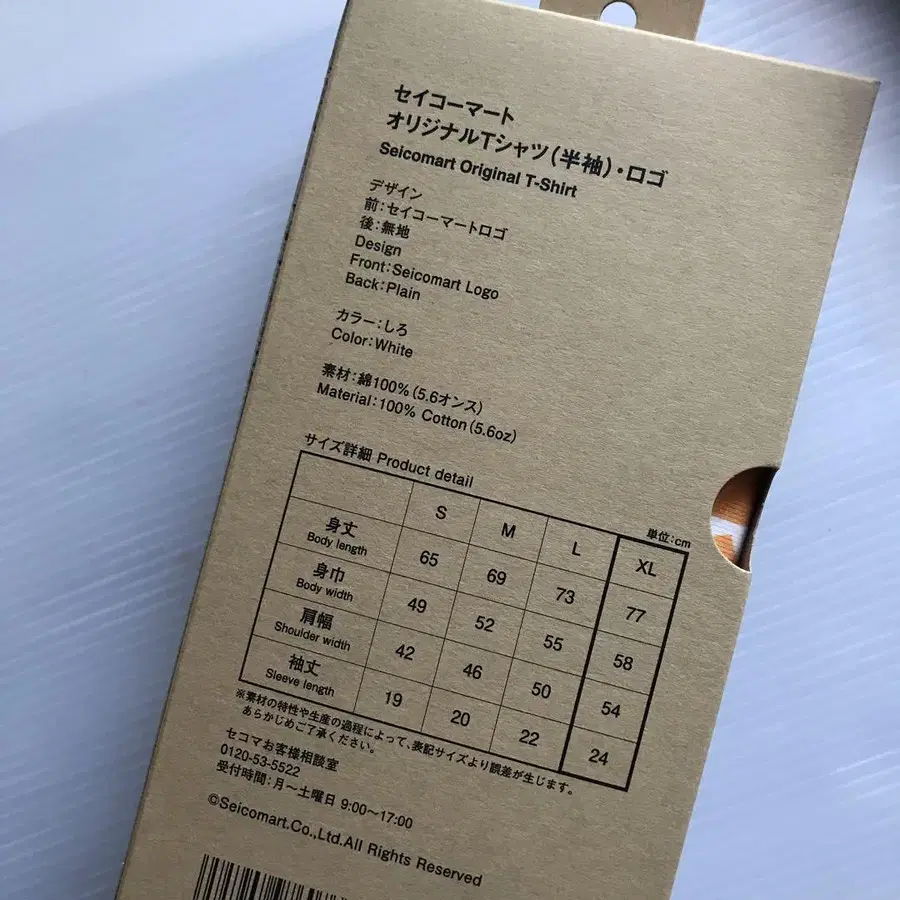 セイコーマート
オリジナルTシャツ(半袖)・ロゴ
Seicomart Original T-Shirt
デザイン
前:セイコーマートロゴ
後:無地
Design
Front:Seicomart Logo
Back:Plain
カラー:しろ
Color:White
素材:綿100%(5.6オンス)
Material:100% Cotton(5.6oz)
サイズ詳細 Product detail
単位:cm
S M L XL
身丈
Body length 65 69 73 77
身巾
Body width 49 52 55 58
肩幅
Shoulder width 42 46 50 54
袖丈
Sleeve length 19 20 22 24
※素材の特性や生産の過程によって、表記サイズより誤差が生じます。
あらかじめご了承ください。
セコマお客様相談室
0120-53-5522
受付時間:月~土曜日 9:00~17:00
©Seicomart.Co.,Ltd.All Rights Reserved